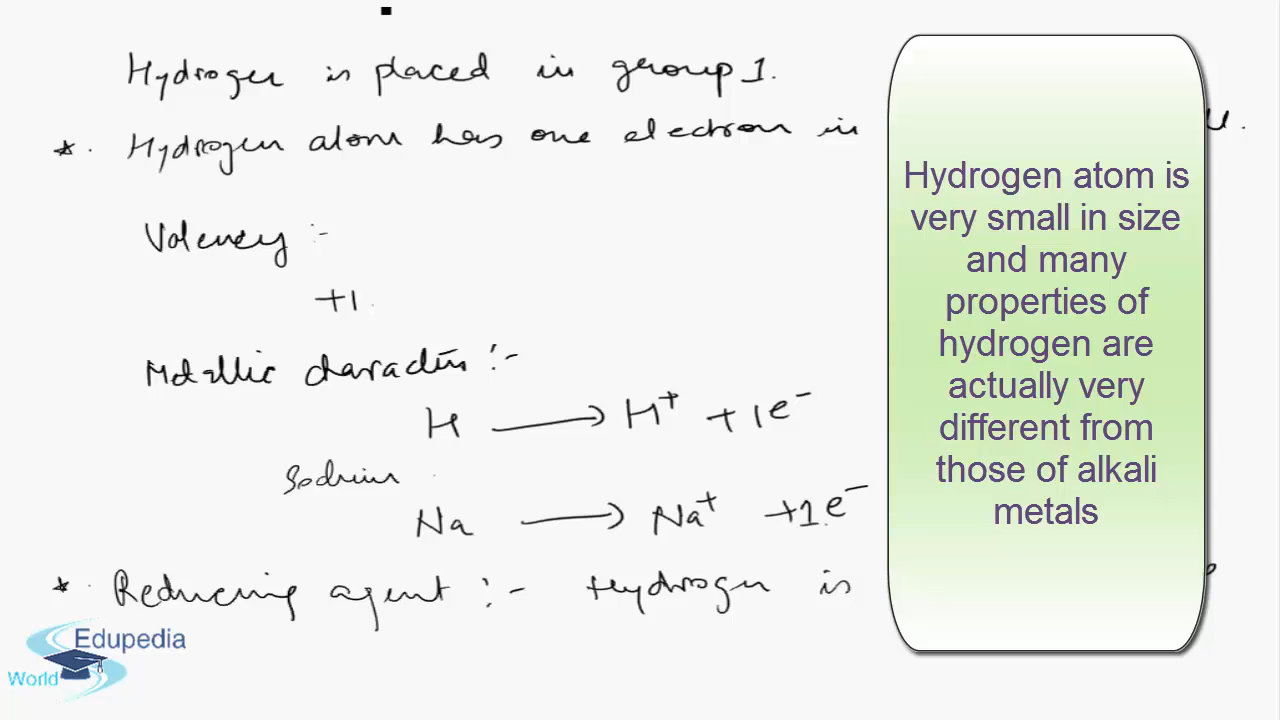 Hydrogen is placed in group 1.
* . Hydrogen atom has one electron in
Valency :-
+1.
Metallic character :-
H ⟶ H⁺ + 1e⁻
Sodium
Na ⟶ Na⁺ + 1e⁻
* . Reducing agent :- Hydrogen is
Hydrogen atom is
very small in size
and many
properties of
hydrogen are
actually very
different from
those of alkali
metals
Edupedia
World